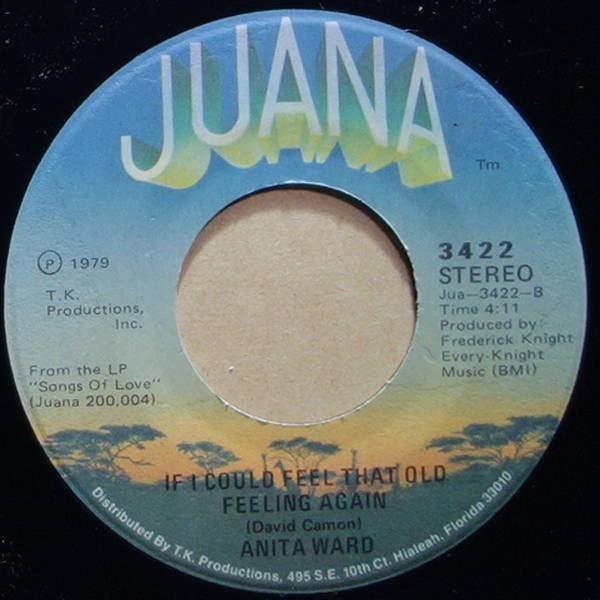 JUANA
Tm
℗ 1979
T.K.
Productions,
Inc.
From the LP
"Songs Of Love"
(Juana 200,004)
3422
STEREO
Jua-3422-B
Time 4:11
Produced by:
Frederick Knight
Every-Knight
Music (BMI)
IF I COULD FEEL THAT OLD
FEELING AGAIN
(David Camon)
ANITA WARD
Distributed By T.K. Productions, 495 S.E. 10th Ct. Hialeah, Florida 33010